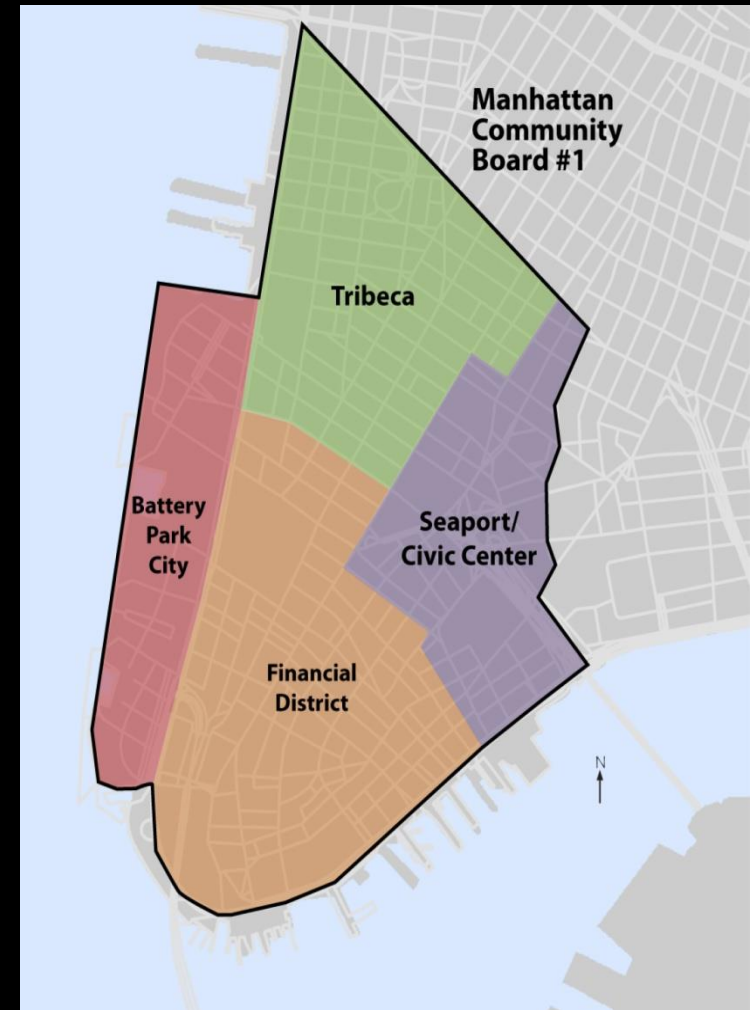 Manhattan
Community
Board #1
Tribeca
Battery
Park
City
Seaport/
Civic Center
Financial
District
N